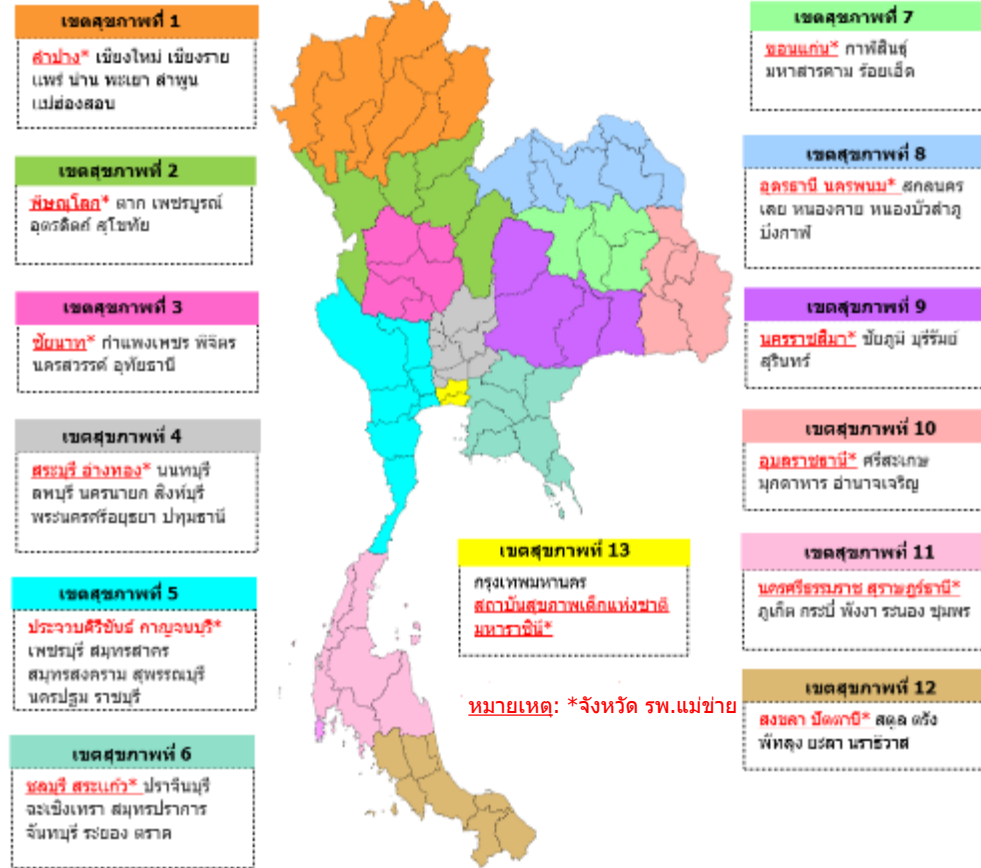 เขตสุขภาพที่ 1
ลำปาง* เชียงใหม่ เชียงราย
แพร่ น่าน พะเยา ลำพูน
แม่ฮ่องสอน
เขตสุขภาพที่ 2
พิษณุโลก* ตาก เพชรบูรณ์
อุตรดิตถ์ สุโขทัย
เขตสุขภาพที่ 3
ชัยนาท* กำแพงเพชร พิจิตร
นครสวรรค์ อุทัยธานี
เขตสุขภาพที่ 4
สระบุรี อ่างทอง* นนทบุรี
ลพบุรี นครนายก สิงห์บุรี
พระนครศรีอยุธยา ปทุมธานี
เขตสุขภาพที่ 5
ประจวบคีรีขันธ์ กาญจนบุรี*
เพชรบุรี สมุทรสาคร
สมุทรสงคราม สุพรรณบุรี
นครปฐม ราชบุรี
เขตสุขภาพที่ 6
ชลบุรี สระแก้ว* ปราจีนบุรี
ฉะเชิงเทรา สมุทรปราการ
จันทบุรี ระยอง ตราด
เขตสุขภาพที่ 13
กรุงเทพมหานคร
สถาบันสุขภาพเด็กแห่งชาติ
มหาราชินี*
หมายเหตุ: *จังหวัด รพ.แม่ข่าย
เขตสุขภาพที่ 7
ขอนแก่น* กาฬสินธุ์
มหาสารคาม ร้อยเอ็ด
เขตสุขภาพที่ 8
อุดรธานี นครพนม* สกลนคร
เลย หนองคาย หนองบัวลำภู
บึงกาฬ
เขตสุขภาพที่ 9
นครราชสีมา* ชัยภูมิ บุรีรัมย์
สุรินทร์
เขตสุขภาพที่ 10
อุบลราชธานี* ศรีสะเกษ
มุกดาหาร อำนาจเจริญ
เขตสุขภาพที่ 11
นครศรีธรรมราช สุราษฎร์ธานี*
ภูเก็ต กระบี่ พังงา ระนอง ชุมพร
เขตสุขภาพที่ 12
สงขลา ปัตตานี* สตูล ตรัง
พัทลุง ยะลา นราธิวาส